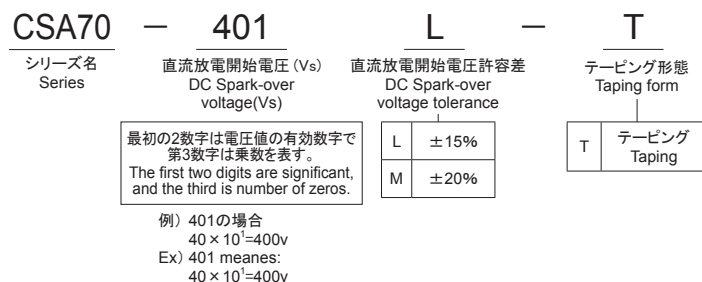 CSA70 － 401 L － T
シリーズ名
Series
直流放電開始電圧（Vs）
DC Spark-over
voltage(Vs)
直流放電開始電圧許容差
DC Spark-over
voltage tolerance
テーピング形態
Taping form
最初の2数字は電圧値の有効数字で
第3数字は乗数を表す。
The first two digits are significant,
and the third is number of zeros.
L ±15%
M ±20%
T テーピング
Taping
例）401の場合
40×10¹=400v
Ex）401 meanes:
40×10¹=400v